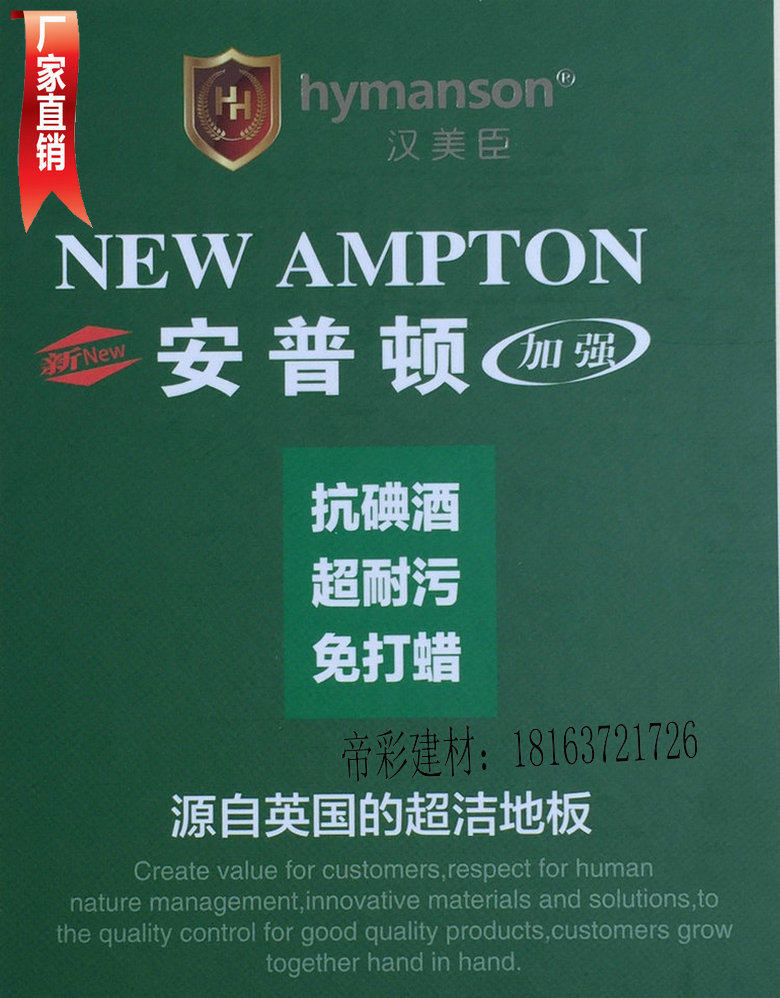 厂家直销
HH
hymanson®
汉美臣
NEW AMPTON
新New 安普顿 加强
抗碘酒
超耐污
免打蜡
帝彩建材：18163721726
源自英国的超洁地板
Create value for customers,respect for human
nature management,innovative materials and solutions,to
the quality control for good quality products,customers grow
together hand in hand.